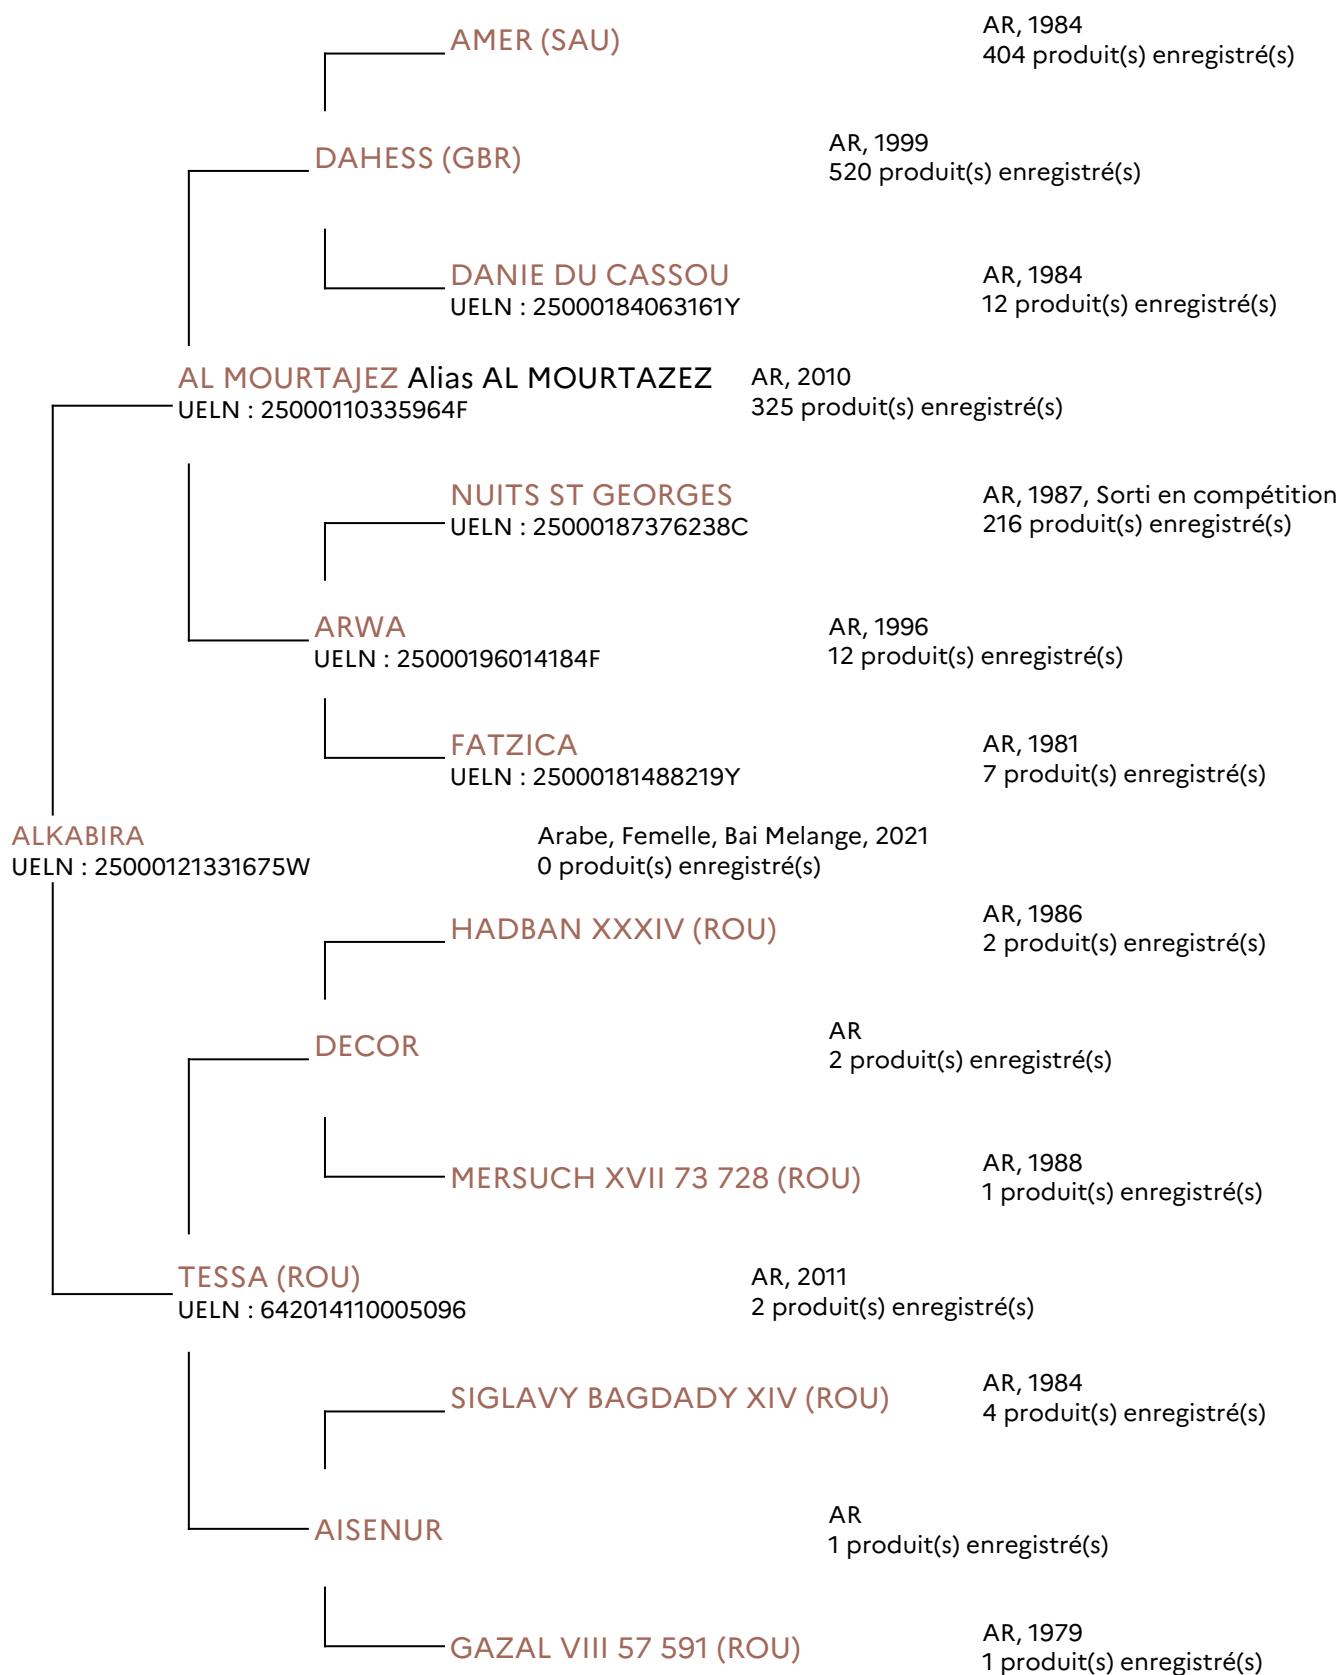 AMER (SAU)
AR, 1984
404 produit(s) enregistré(s)
DAHESS (GBR)
AR, 1999
520 produit(s) enregistré(s)
DANIE DU CASSOU
UELN : 25000184063161Y
AR, 1984
12 produit(s) enregistré(s)
AL MOURTAJEZ Alias AL MOURTAZEZ
UELN : 25000110335964F
AR, 2010
325 produit(s) enregistré(s)
NUITS ST GEORGES
UELN : 25000187376238C
AR, 1987, Sorti en compétition
216 produit(s) enregistré(s)
ARWA
UELN : 25000196014184F
AR, 1996
12 produit(s) enregistré(s)
FATZICA
UELN : 25000181488219Y
AR, 1981
7 produit(s) enregistré(s)
ALKABIRA
UELN : 25000121331675W
Arabe, Femelle, Bai Melange, 2021
0 produit(s) enregistré(s)
HADBAN XXXIV (ROU)
AR, 1986
2 produit(s) enregistré(s)
DECOR
AR
2 produit(s) enregistré(s)
MERSUCH XVII 73 728 (ROU)
AR, 1988
1 produit(s) enregistré(s)
TESSA (ROU)
UELN : 642014110005096
AR, 2011
2 produit(s) enregistré(s)
SIGLAVY BAGDADY XIV (ROU)
AR, 1984
4 produit(s) enregistré(s)
AISENUR
AR
1 produit(s) enregistré(s)
GAZAL VIII 57 591 (ROU)
AR, 1979
1 produit(s) enregistré(s)